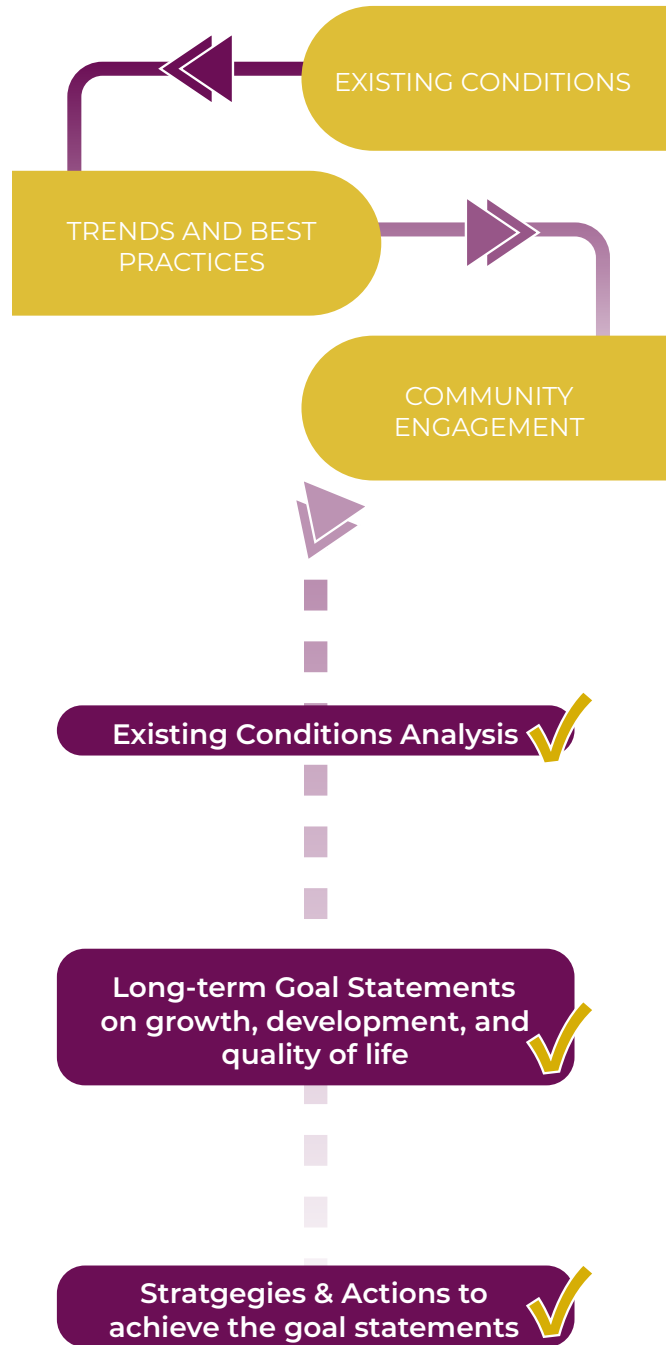 EXISTING CONDITIONS
TRENDS AND BEST
PRACTICES
COMMUNITY
ENGAGEMENT
Existing Conditions Analysis
Long-term Goal Statements
on growth, development, and
quality of life
Stratgegies & Actions to
achieve the goal statements